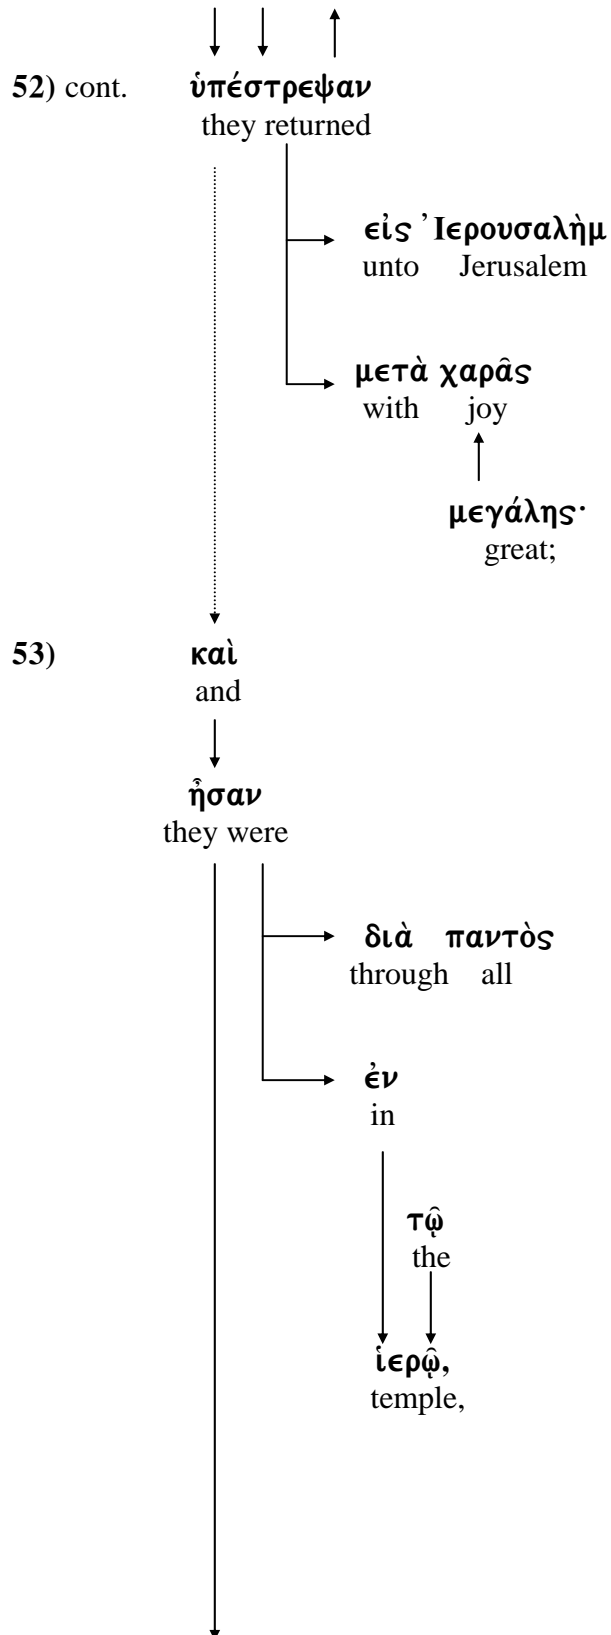 52) cont. ὑπέστρεψαν
they returned
εἰς Ἰερουσαλὴμ
unto Jerusalem
μετὰ χαρᾶς
with joy
μεγάλης·
great;
53) καὶ
and
ἦσαν
they were
διὰ παντὸς
through all
ἐν
in
τῷ
the
ἱερῷ,
temple,